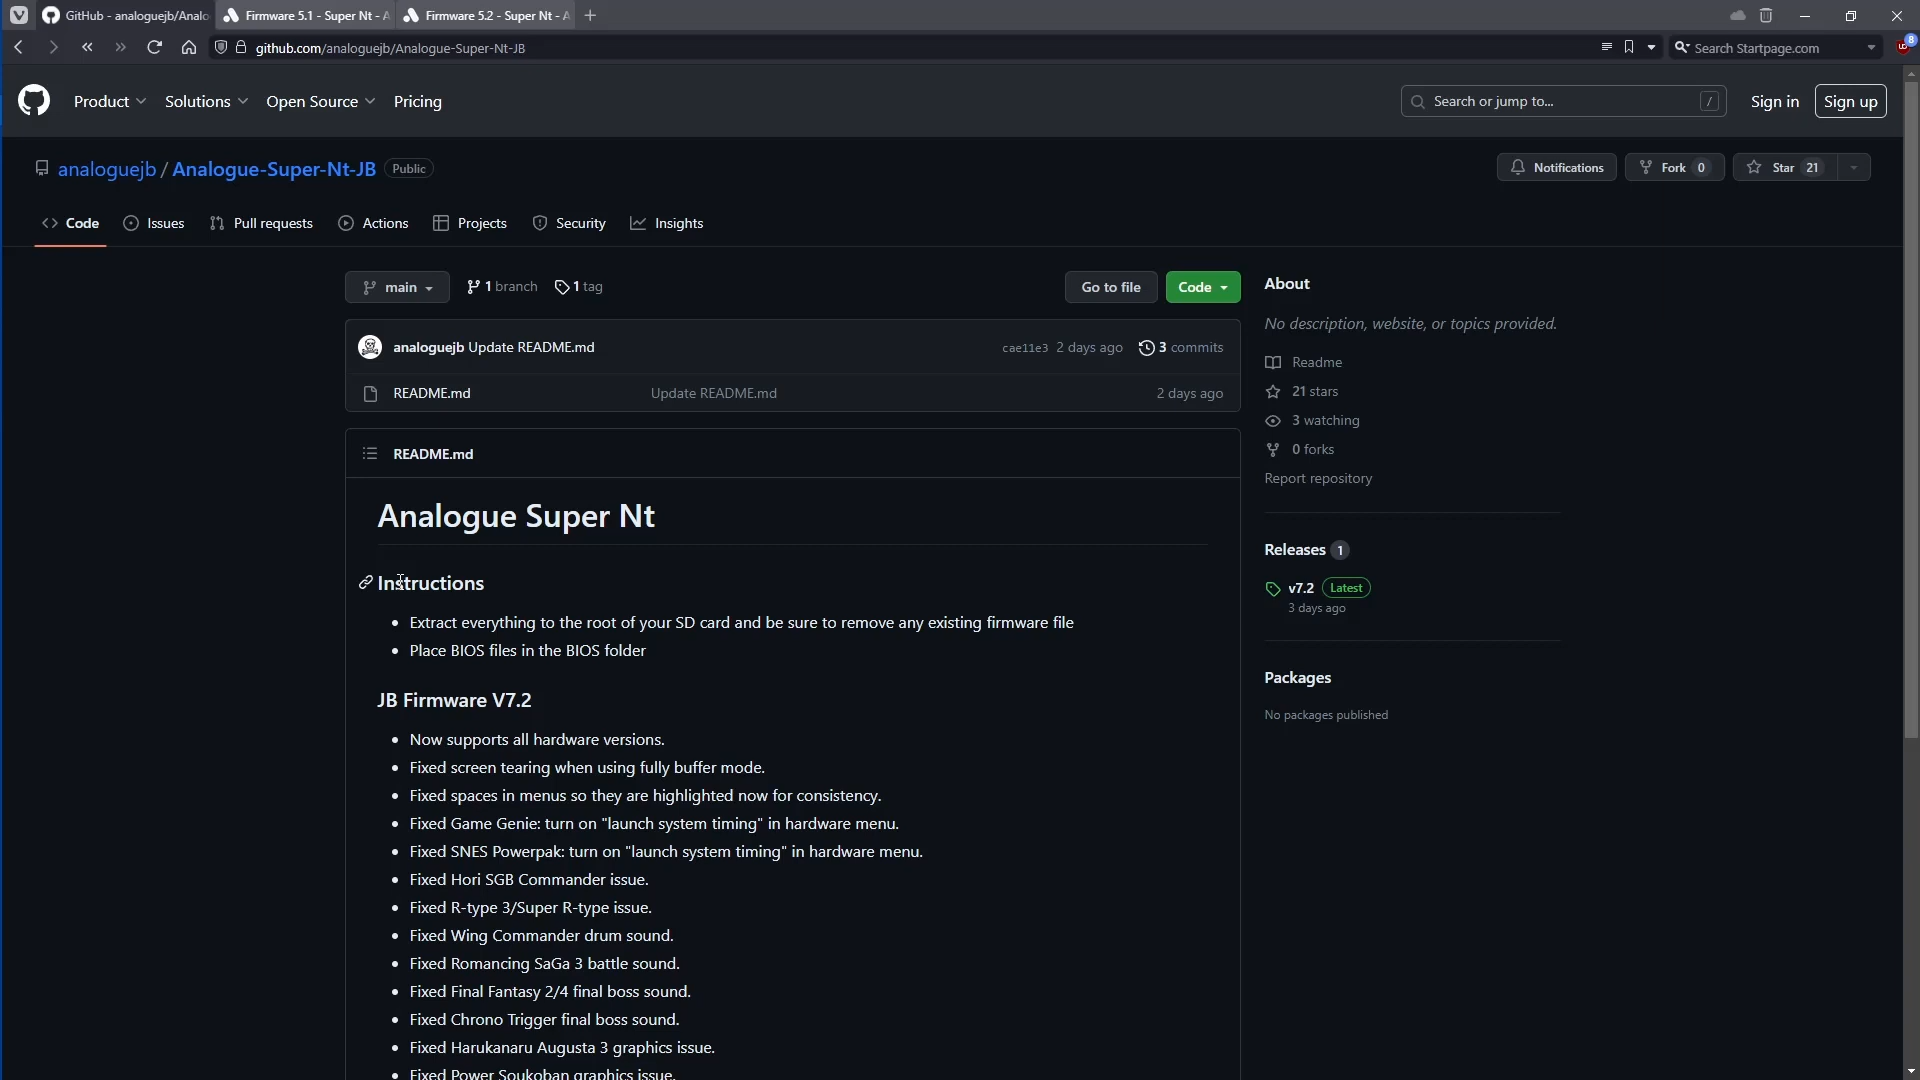 GitHub - analoguejb/Analo
Firmware 5.1 - Super Nt - A
Firmware 5.2 - Super Nt - A
github.com/analoguejb/Analogue-Super-Nt-JB
Search Startpage.com
8
Product
Solutions
Open Source
Pricing
Search or jump to...
/
Sign in
Sign up
analoguejb / Analogue-Super-Nt-JB
Public
Notifications
Fork 0
Star 21
Code
Issues
Pull requests
Actions
Projects
Security
Insights
main
1 branch
1 tag
Go to file
Code
analoguejb Update README.md
cae11e3 2 days ago
3 commits
README.md
Update README.md
2 days ago
README.md
Analogue Super Nt
Instructions
• Extract everything to the root of your SD card and be sure to remove any existing firmware file
• Place BIOS files in the BIOS folder
JB Firmware V7.2
• Now supports all hardware versions.
• Fixed screen tearing when using fully buffer mode.
• Fixed spaces in menus so they are highlighted now for consistency.
• Fixed Game Genie: turn on "launch system timing" in hardware menu.
• Fixed SNES Powerpak: turn on "launch system timing" in hardware menu.
• Fixed Hori SGB Commander issue.
• Fixed R-type 3/Super R-type issue.
• Fixed Wing Commander drum sound.
• Fixed Romancing SaGa 3 battle sound.
• Fixed Final Fantasy 2/4 final boss sound.
• Fixed Chrono Trigger final boss sound.
• Fixed Harukanaru Augusta 3 graphics issue.
• Fixed Power Soukoban graphics issue.
About
No description, website, or topics provided.
Readme
21 stars
3 watching
0 forks
Report repository
Releases 1
v7.2 Latest
3 days ago
Packages
No packages published